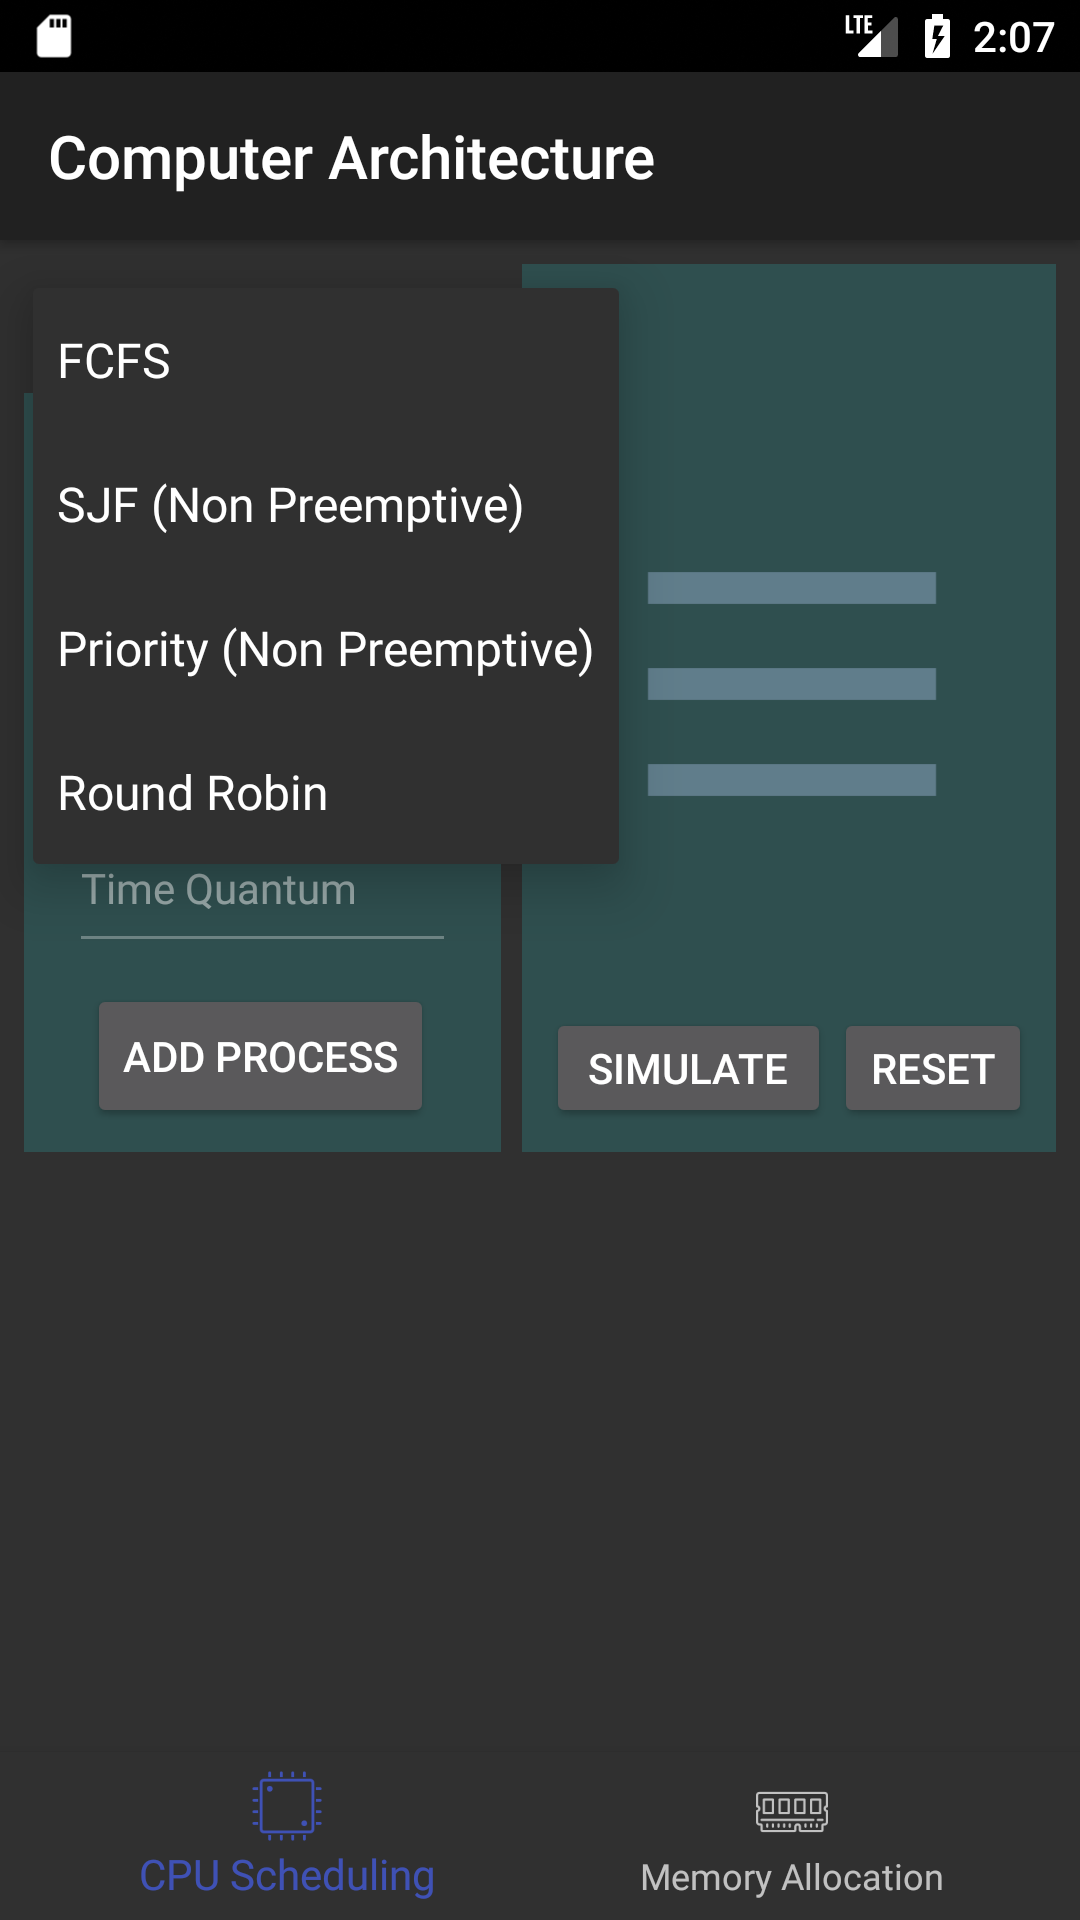 LTE 2:07
Computer Architecture
FCFS
SJF (Non Preemptive)
Priority (Non Preemptive)
Round Robin
Time Quantum
ADD PROCESS
SIMULATE
RESET
CPU Scheduling
Memory Allocation